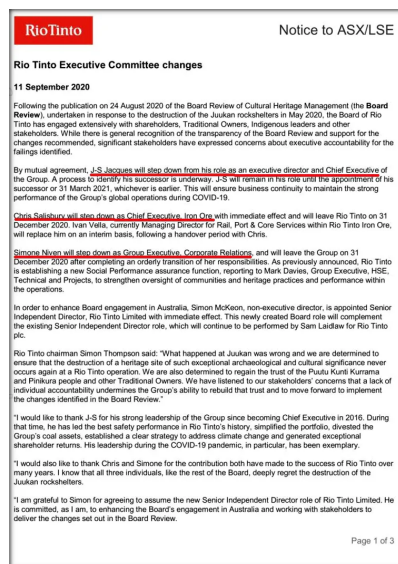 RioTinto
Notice to ASX/LSE
Rio Tinto Executive Committee changes
11 September 2020
Following the publication on 24 August 2020 of the Board Review of Cultural Heritage Management (the Board
Review), undertaken in response to the destruction of the Juukan rockshelters in May 2020, the Board of Rio
Tinto has engaged extensively with shareholders, Traditional Owners, Indigenous leaders and other
stakeholders. While there is general recognition of the transparency of the Board Review and support for the
changes recommended, significant stakeholders have expressed concerns about executive accountability for the
failings identified.
By mutual agreement, J-S Jacques will step down from his role as an executive director and Chief Executive of
the Group. A process to identify his successor is underway. J-S will remain in his role until the appointment of his
successor or 31 March 2021, whichever is earlier. This will ensure business continuity to maintain the strong
performance of the Group's global operations during COVID-19.
Chris Salisbury will step down as Chief Executive, Iron Ore with immediate effect and will leave Rio Tinto on 31
December 2020. Ivan Vella, currently Managing Director for Rail, Port & Core Services within Rio Tinto Iron Ore,
will replace him on an interim basis, following a handover period with Chris.
Simone Niven will step down as Group Executive, Corporate Relations, and will leave the Group on 31
December 2020 after completing an orderly transition of her responsibilities. As previously announced, Rio Tinto
is establishing a new Social Performance assurance function, reporting to Mark Davies, Group Executive, HSE,
Technical and Projects, to strengthen oversight of communities and heritage practices and performance within
the operations.
In order to enhance Board engagement in Australia, Simon McKeon, non-executive director, is appointed Senior
Independent Director, Rio Tinto Limited with immediate effect. This newly created Board role will complement
the existing Senior Independent Director role, which will continue to be performed by Sam Laidlaw for Rio Tinto
plc.
Rio Tinto chairman Simon Thompson said: "What happened at Juukan was wrong and we are determined to
ensure that the destruction of a heritage site of such exceptional archaeological and cultural significance never
occurs again at a Rio Tinto operation. We are also determined to regain the trust of the Puutu Kunti Kurrama
and Pinikura people and other Traditional Owners. We have listened to our stakeholders' concerns that a lack of
individual accountability undermines the Group's ability to rebuild that trust and to move forward to implement
the changes identified in the Board Review."
"I would like to thank J-S for his strong leadership of the Group since becoming Chief Executive in 2016. During
that time, he has led the best safety performance in Rio Tinto's history, simplified the portfolio, divested the
Group's coal assets, established a clear strategy to address climate change and generated exceptional
shareholder returns. His leadership during the COVID-19 pandemic, in particular, has been exemplary.
"I would also like to thank Chris and Simone for the contribution both have made to the success of Rio Tinto over
many years. I know that all three individuals, like the rest of the Board, deeply regret the destruction of the
Juukan rockshelters.
"I am grateful to Simon for agreeing to assume the new Senior Independent Director role of Rio Tinto Limited. He
is committed, as I am, to enhancing the Board's engagement in Australia and working with stakeholders to
deliver the changes set out in the Board Review.
Page 1 of 3